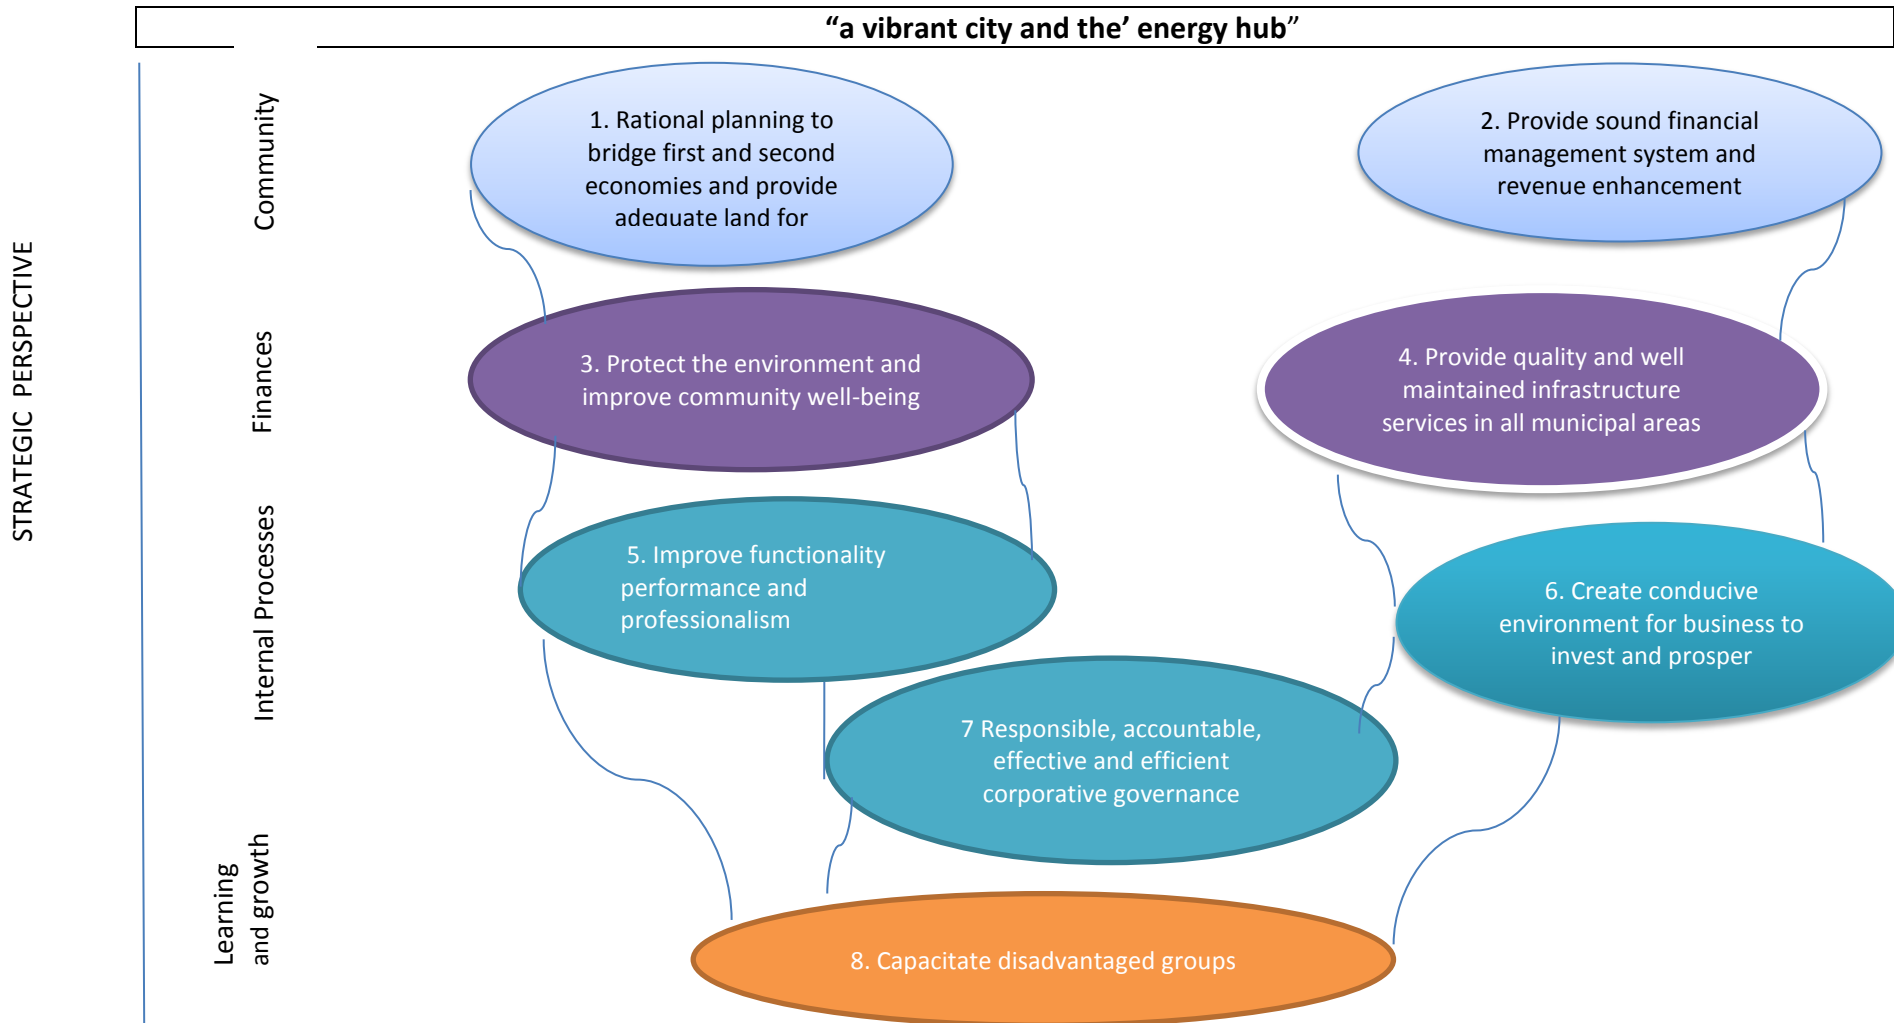 “a vibrant city and the’ energy hub”
STRATEGIC PERSPECTIVE
Community
1. Rational planning to
bridge first and second
economies and provide
adequate land for
2. Provide sound financial
management system and
revenue enhancement
Finances
3. Protect the environment and
improve community well-being
4. Provide quality and well
maintained infrastructure
services in all municipal areas
Internal Processes
5. Improve functionality
performance and
professionalism
6. Create conducive
environment for business to
invest and prosper
7 Responsible, accountable,
effective and efficient
corporative governance
Learning
and growth
8. Capacitate disadvantaged groups